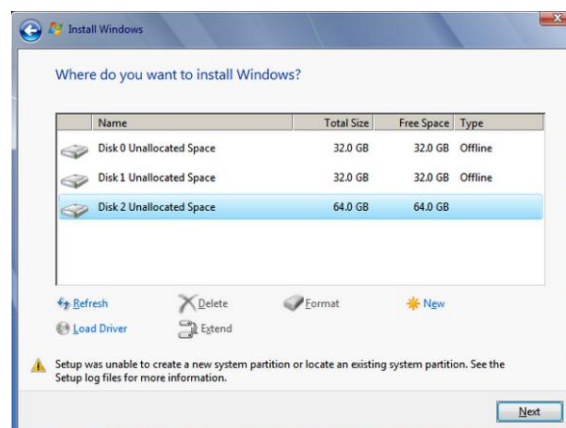 Install Windows
Where do you want to install Windows?
Name Total Size Free Space Type
Disk 0 Unallocated Space 32.0 GB 32.0 GB Offline
Disk 1 Unallocated Space 32.0 GB 32.0 GB Offline
Disk 2 Unallocated Space 64.0 GB 64.0 GB
Refresh Delete Format New
Load Driver Extend
Setup was unable to create a new system partition or locate an existing system partition. See the
Setup log files for more information.
Next